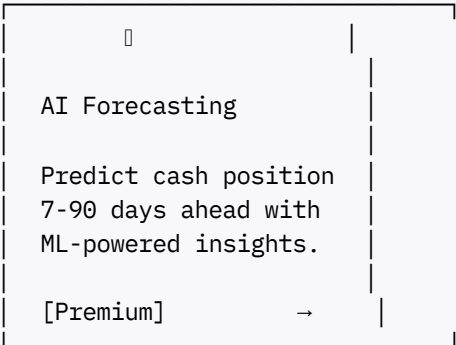 AI Forecasting
Predict cash position
7-90 days ahead with
ML-powered insights.
[Premium] →